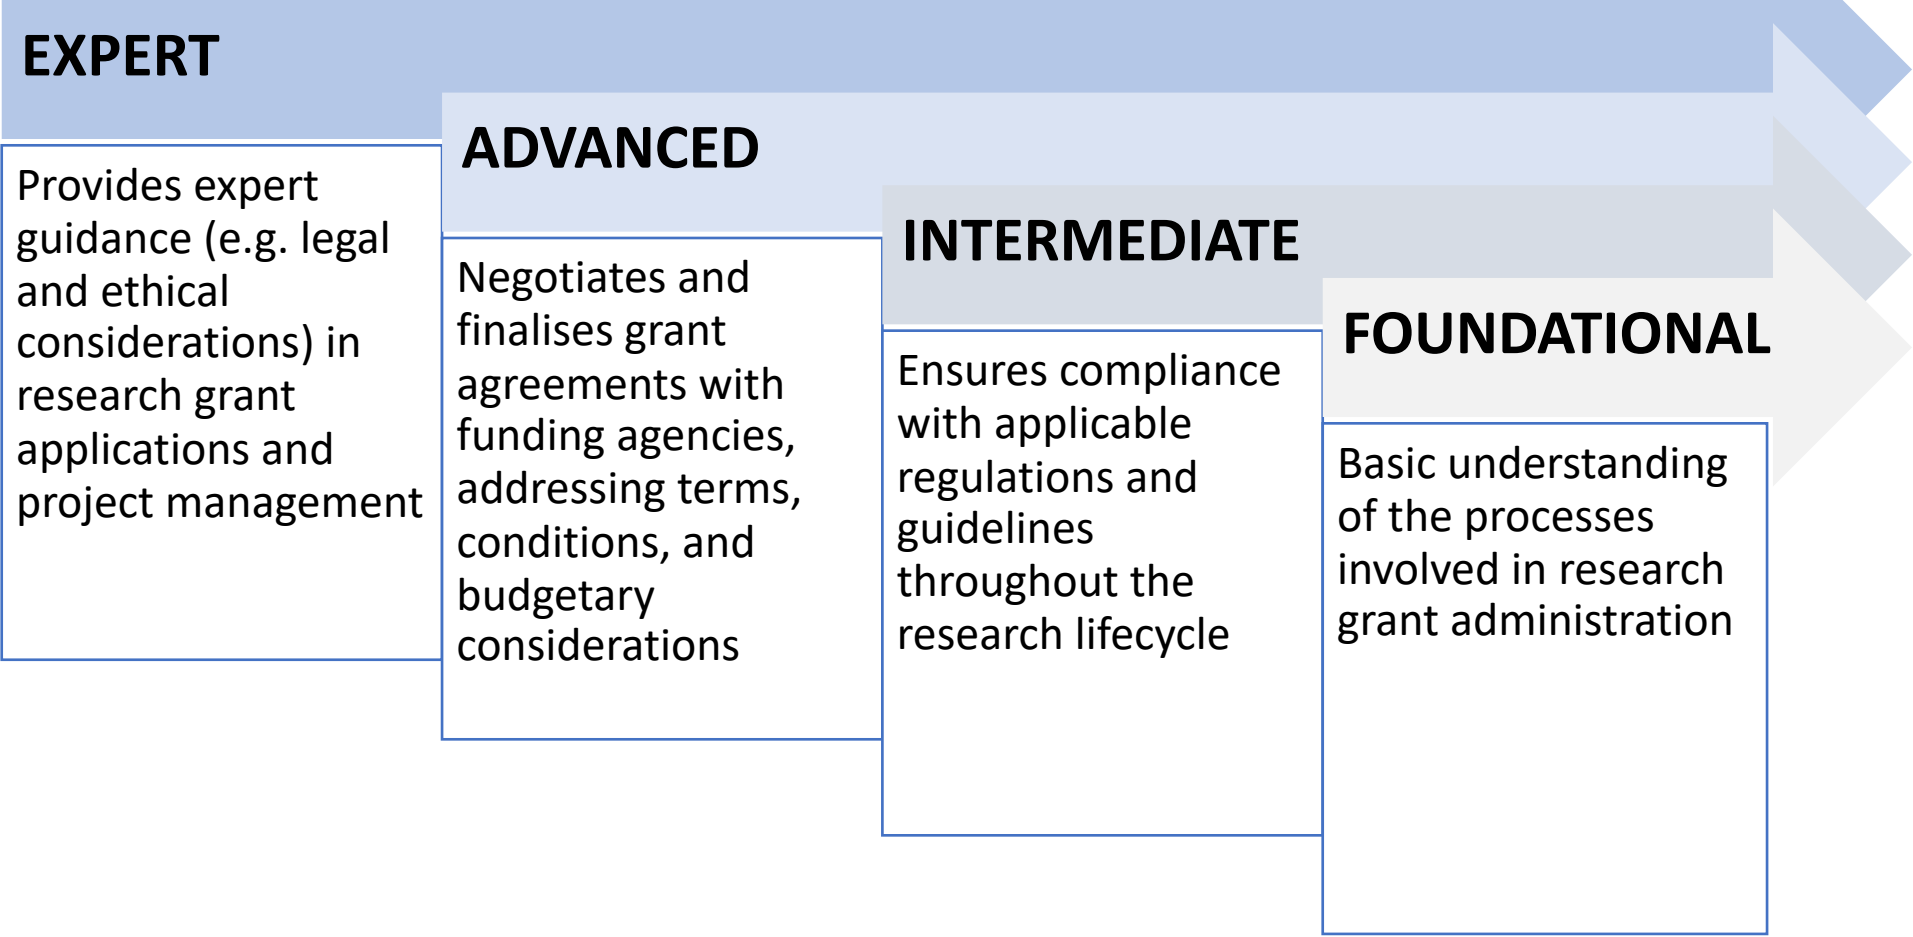 EXPERT
Provides expert
guidance (e.g. legal
and ethical
considerations) in
research grant
applications and
project management
ADVANCED
Negotiates and
finalises grant
agreements with
funding agencies,
addressing terms,
conditions, and
budgetary
considerations
INTERMEDIATE
Ensures compliance
with applicable
regulations and
guidelines
throughout the
research lifecycle
FOUNDATIONAL
Basic understanding
of the processes
involved in research
grant administration